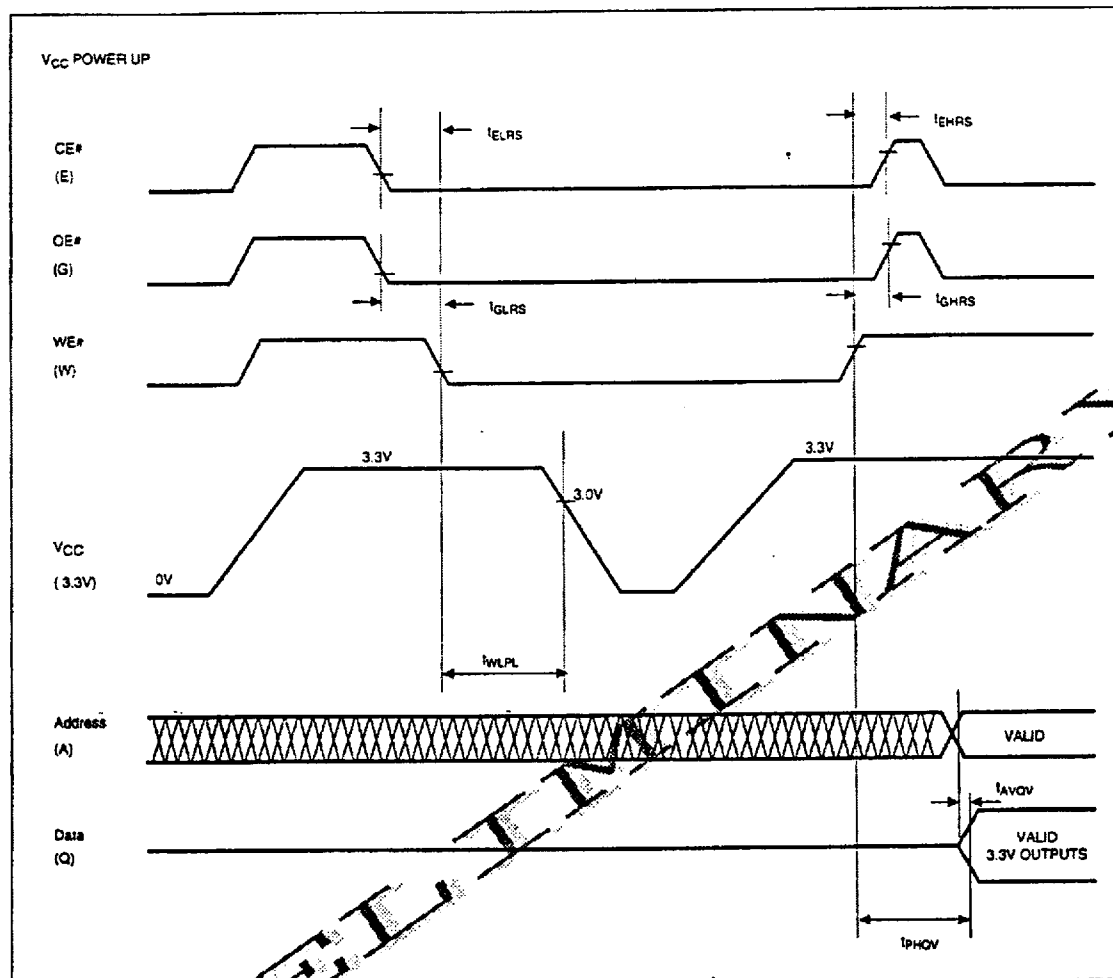 VCC POWER UP
tELRS
tEHRS
CE#
(E)
OE#
(G)
tGLRS
tGHRS
WE#
(W)
3.3V
3.3V
3.0V
VCC
( 3.3V)
0V
tWLPL
Address
(A)
VALID
tAVQV
Data
(Q)
VALID
3.3V OUTPUTS
tPHQV